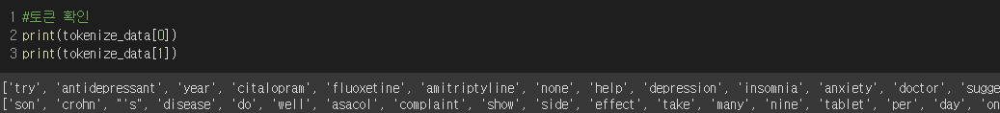 1 #토큰 확인
2 print(tokenize_data[0])
3 print(tokenize_data[1])
['try', 'antidepressant', 'year', 'citalopram', 'fluoxetine', 'amitriptyline', 'none', 'help', 'depression', 'insomnia', 'anxiety', 'doctor', 'sugge
['son', 'crohn', "'s", 'disease', 'do', 'well', 'asacol', 'complaint', 'show', 'side', 'effect', 'take', 'many', 'nine', 'tablet', 'per', 'day', 'on